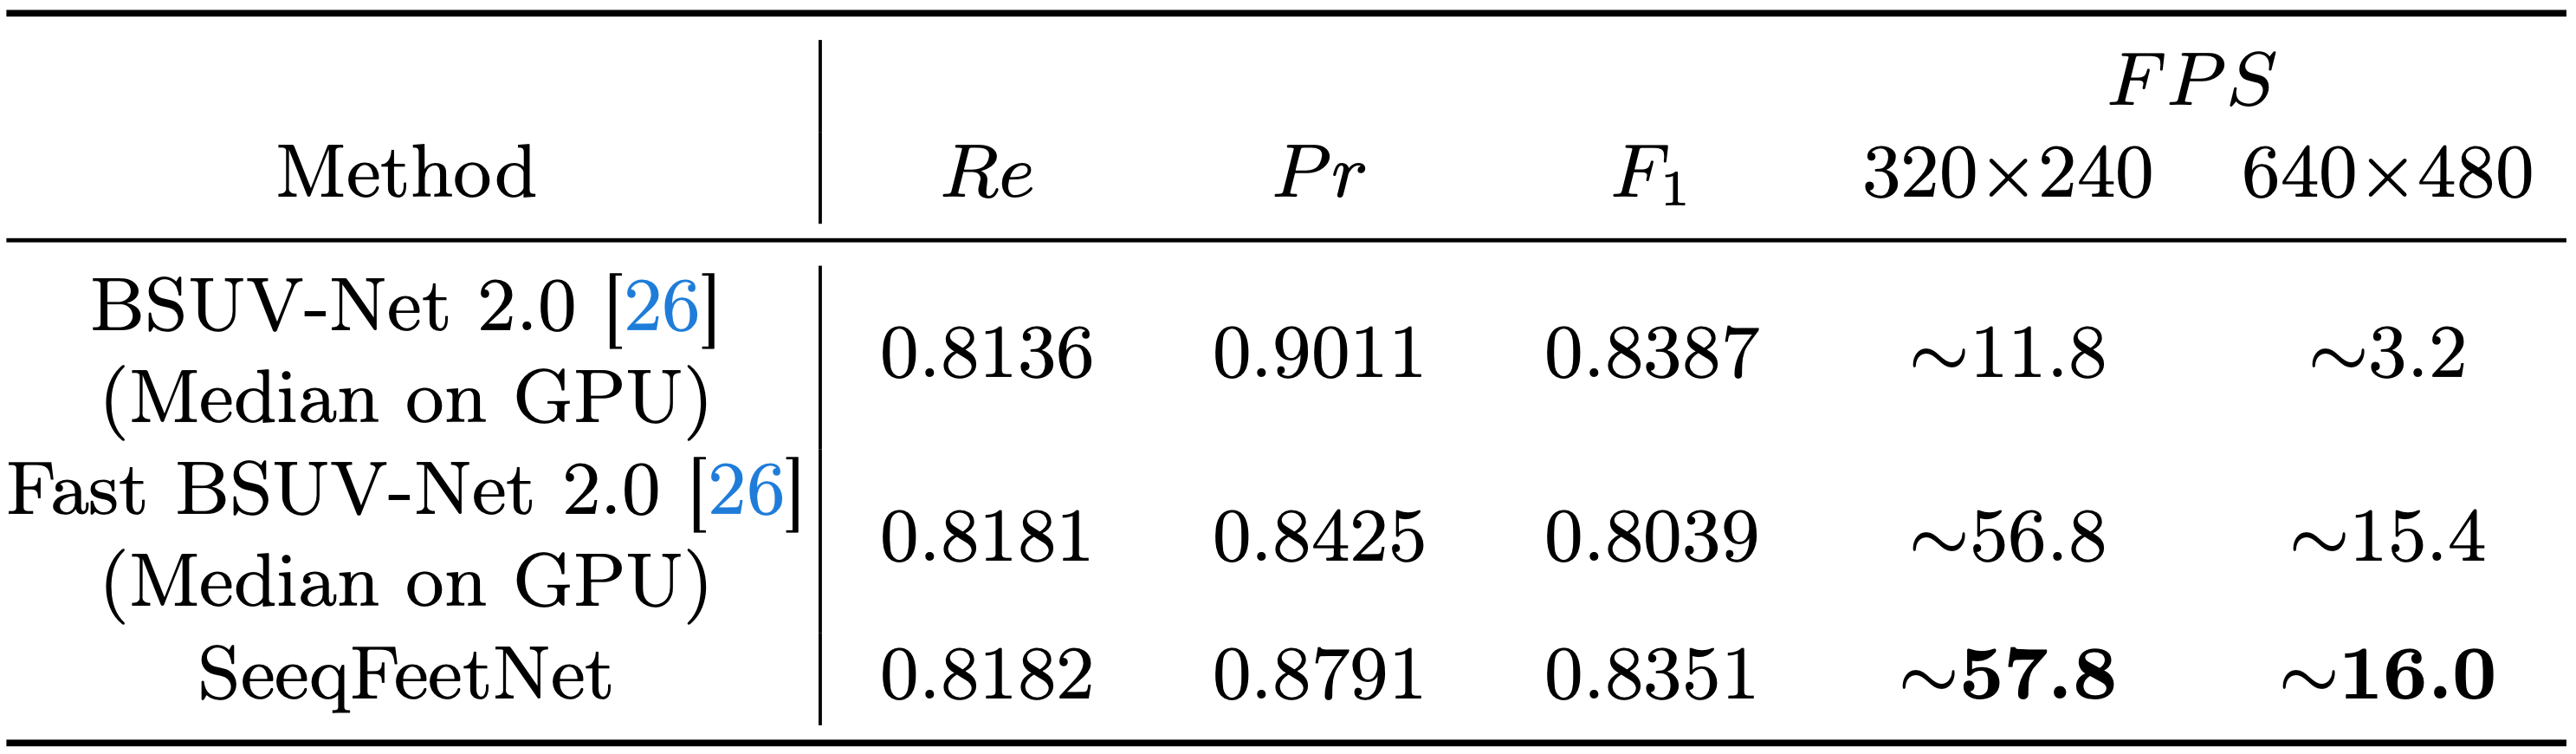 FPS
Method Re Pr F₁ 320×240 640×480
BSUV-Net 2.0 [26]
(Median on GPU) 0.8136 0.9011 0.8387 ~11.8 ~3.2
Fast BSUV-Net 2.0 [26]
(Median on GPU) 0.8181 0.8425 0.8039 ~56.8 ~15.4
SeeqFeetNet 0.8182 0.8791 0.8351 ~57.8 ~16.0